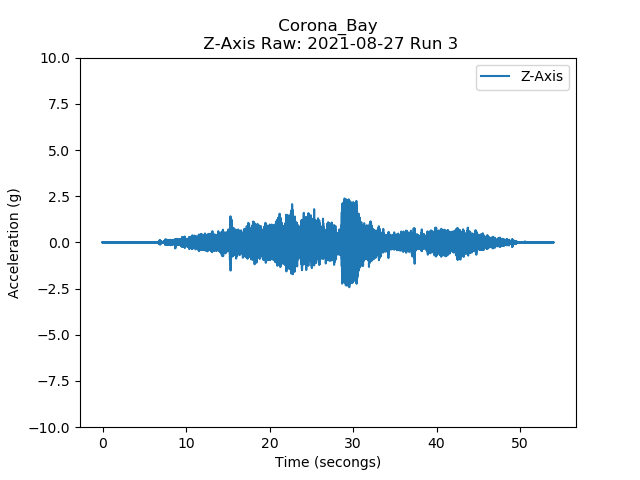 Corona_Bay
Z-Axis Raw: 2021-08-27 Run 3
Z-Axis
10.0
7.5
5.0
2.5
0.0
−2.5
−5.0
−7.5
−10.0
Acceleration (g)
0 10 20 30 40 50
Time (secongs)